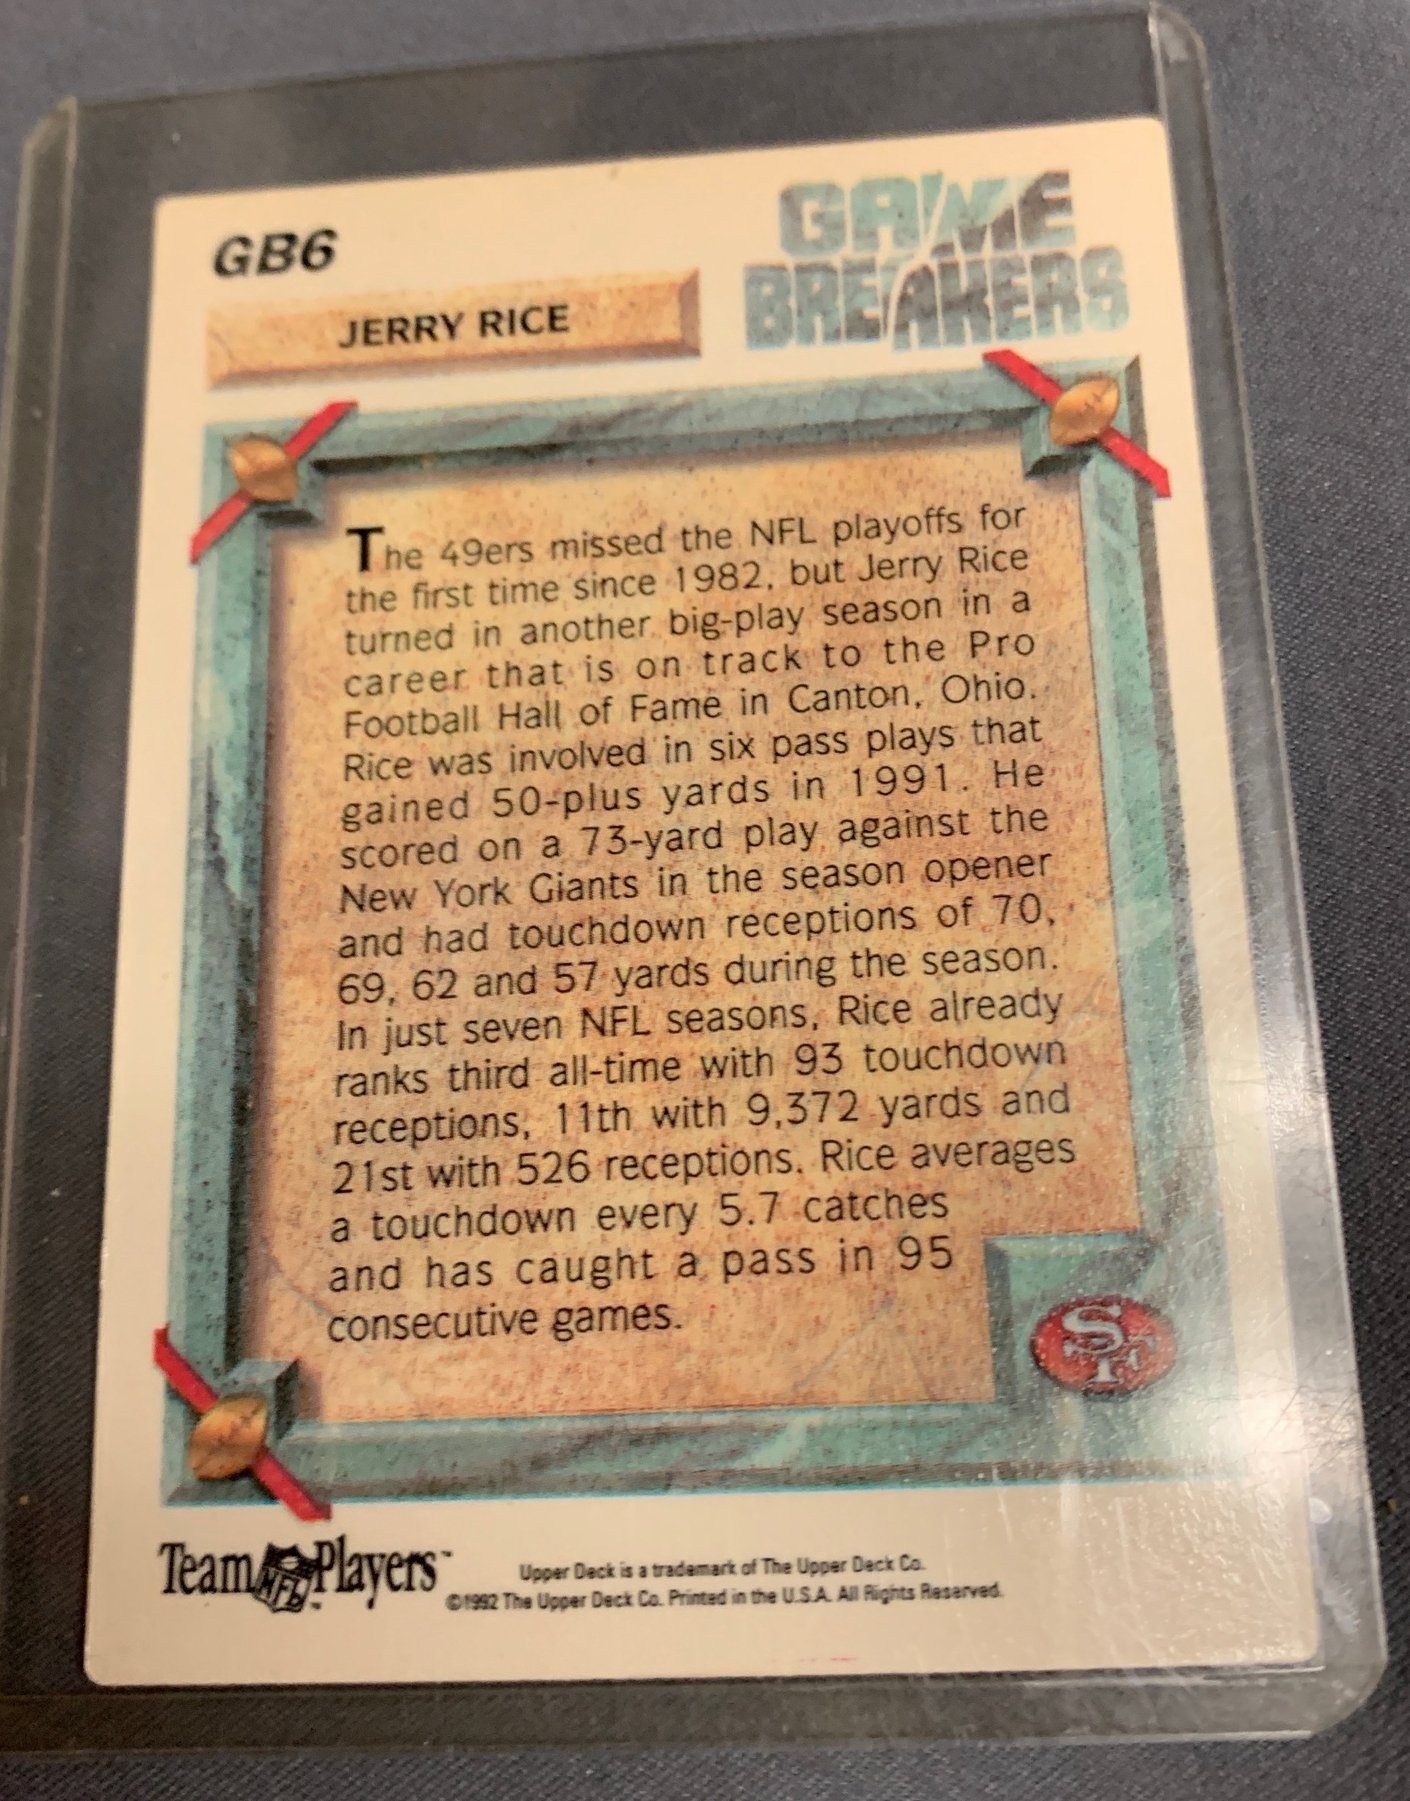 GB6
GAME
BREAKERS
JERRY RICE
The 49ers missed the NFL playoffs for
the first time since 1982, but Jerry Rice
turned in another big-play season in a
career that is on track to the Pro
Football Hall of Fame in Canton, Ohio.
Rice was involved in six pass plays that
gained 50-plus yards in 1991. He
scored on a 73-yard play against the
New York Giants in the season opener
and had touchdown receptions of 70,
69, 62 and 57 yards during the season.
In just seven NFL seasons, Rice already
ranks third all-time with 93 touchdown
receptions, 11th with 9,372 yards and
21st with 526 receptions. Rice averages
a touchdown every 5.7 catches
and has caught a pass in 95
consecutive games.
SF
Team NFL Players™
Upper Deck is a trademark of The Upper Deck Co.
©1992 The Upper Deck Co. Printed in the U.S.A. All Rights Reserved.